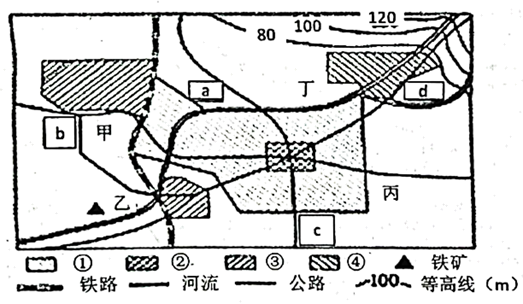 80 100 120
a 丁 d
b 甲
乙 丙
c
① ② ③ ④ 铁矿
铁路 河流 公路 100 等高线（m）